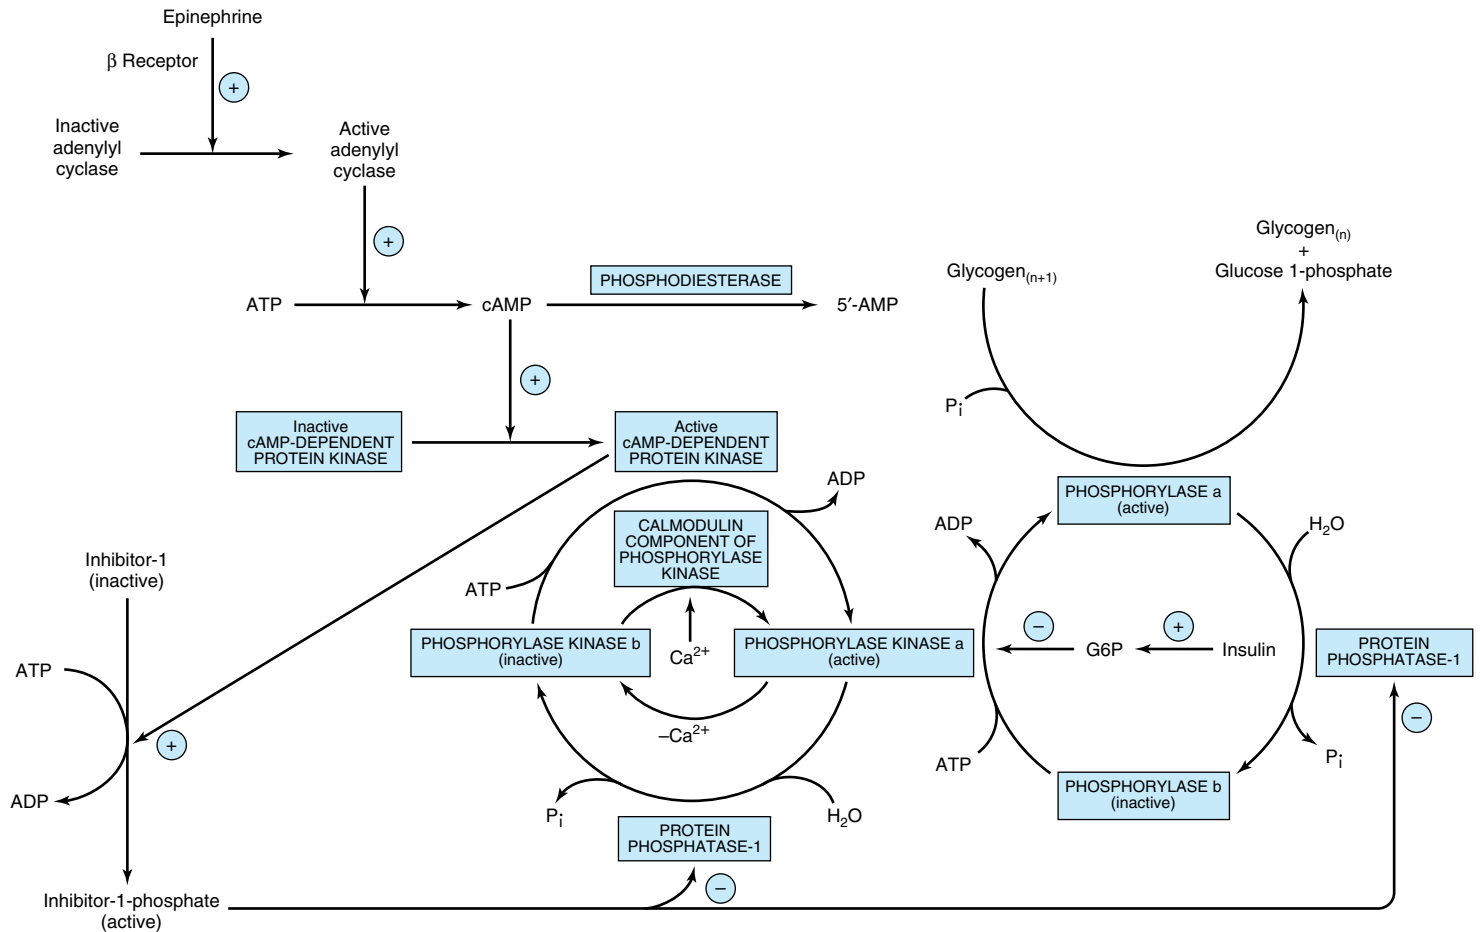 Epinephrine
β Receptor
+
Inactive
adenylyl
cyclase
Active
adenylyl
cyclase
+
ATP
cAMP
PHOSPHODIESTERASE
5′-AMP
+
Inactive
cAMP-DEPENDENT
PROTEIN KINASE
Active
cAMP-DEPENDENT
PROTEIN KINASE
Glycogen(n+1)
Glycogen(n)
+
Glucose 1-phosphate
Pi
ADP
CALMODULIN
COMPONENT OF
PHOSPHORYLASE
KINASE
ATP
PHOSPHORYLASE KINASE b
(inactive)
Ca2+
PHOSPHORYLASE KINASE a
(active)
–Ca2+
Pi
H2O
PROTEIN
PHOSPHATASE-1
–
PHOSPHORYLASE a
(active)
ADP
H2O
–
G6P
+
Insulin
PROTEIN
PHOSPHATASE-1
–
ATP
Pi
PHOSPHORYLASE b
(inactive)
Inhibitor-1
(inactive)
ATP
+
ADP
Inhibitor-1-phosphate
(active)